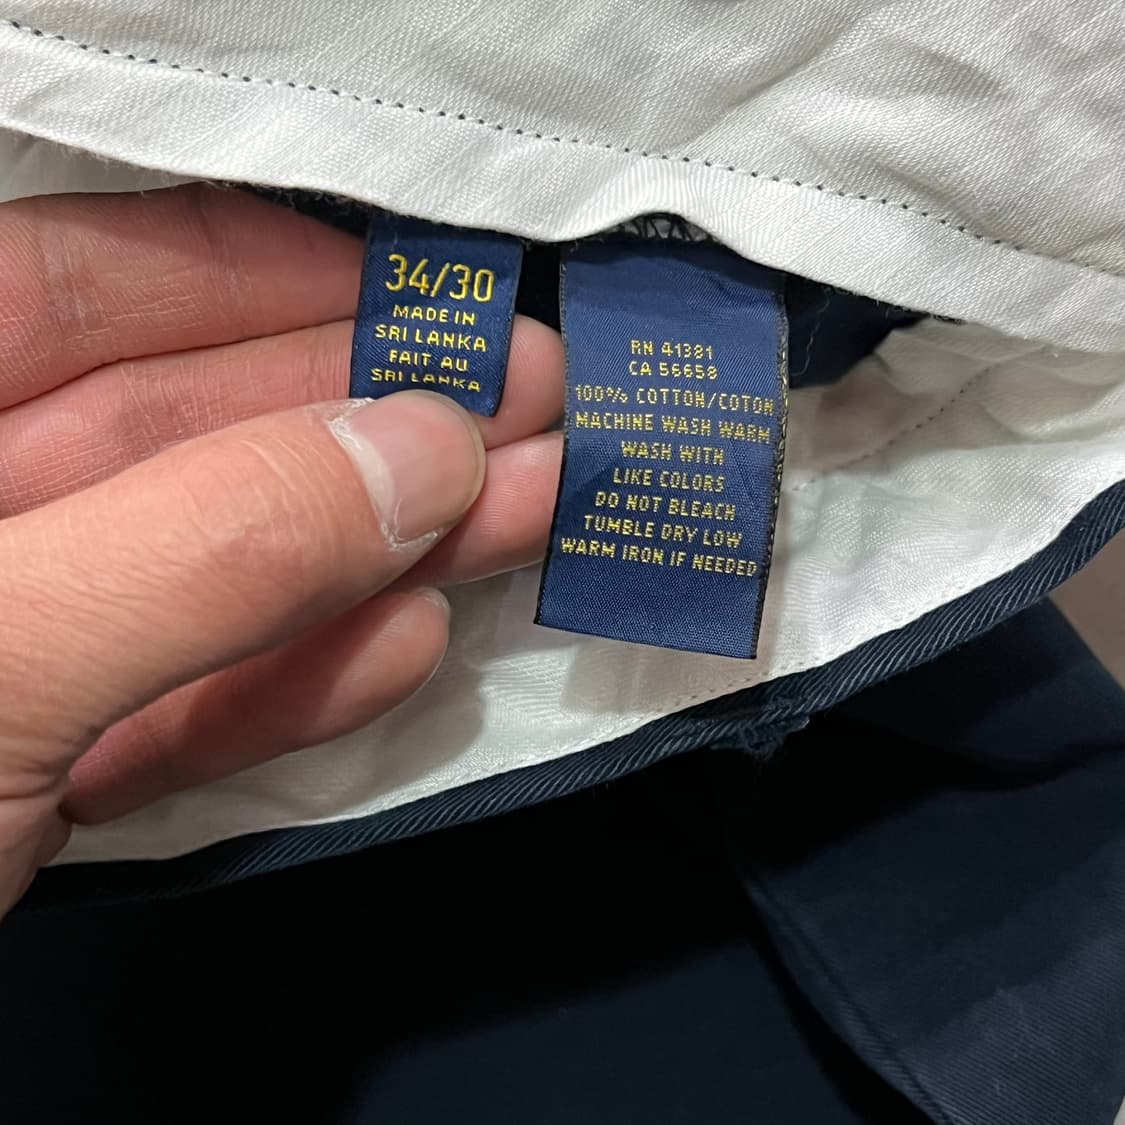 34/30
MADE IN
SRI LANKA
FAIT AU
SRI LANKA
RN 41381
CA 56658
100% COTTON/COTON
MACHINE WASH WARM
WASH WITH
LIKE COLORS
DO NOT BLEACH
TUMBLE DRY LOW
WARM IRON IF NEEDED